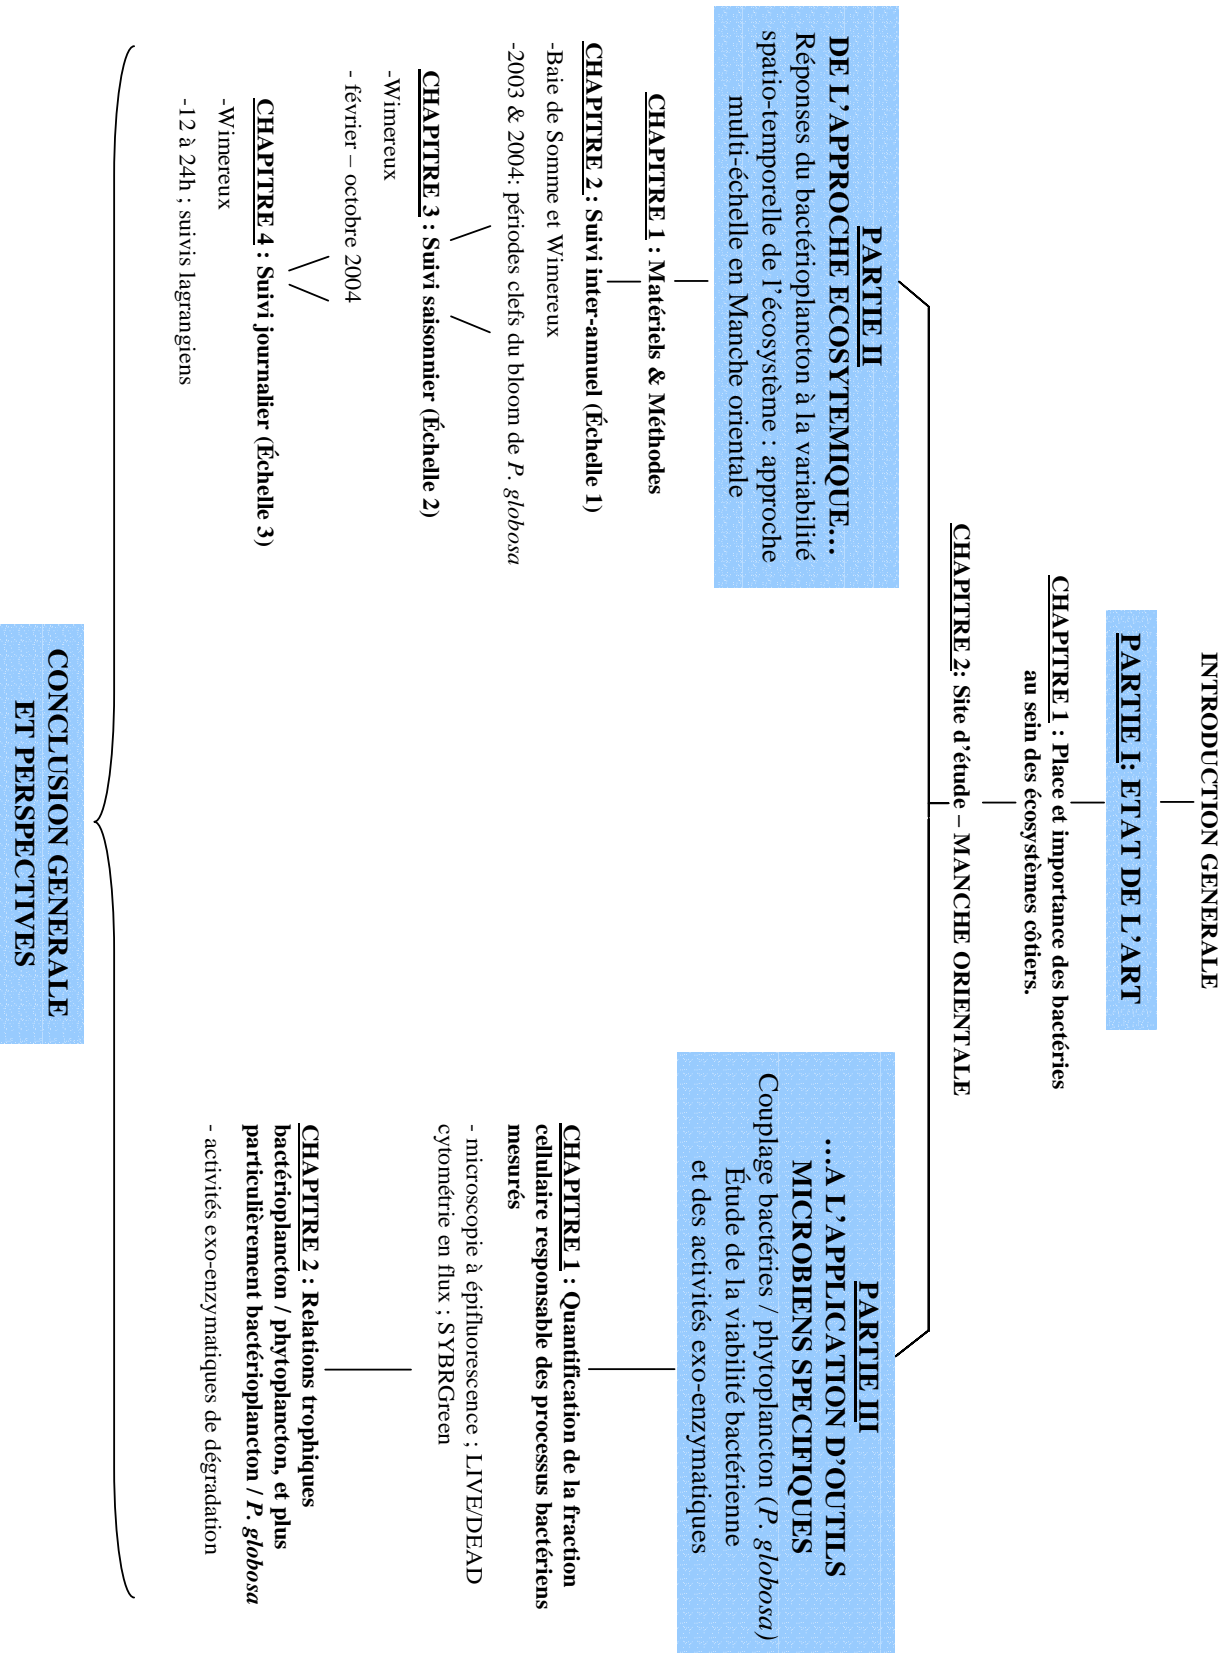 INTRODUCTION GENERALE
PARTIE I: ETAT DE L'ART
CHAPITRE 1 : Place et importance des bactéries
au sein des écosystèmes côtiers.
CHAPITRE 2: Site d'étude – MANCHE ORIENTALE
PARTIE II
DE L'APPROCHE ECOSYTEMIQUE…
Réponses du bactérioplancton à la variabilité
spatio-temporelle de l'écosystème : approche
multi-échelle en Manche orientale
CHAPITRE 1 : Matériels & Méthodes
CHAPITRE 2 : Suivi inter-annuel (Échelle 1)
-Baie de Somme et Wimereux
-2003 & 2004: périodes clefs du bloom de P. globosa
CHAPITRE 3 : Suivi saisonnier (Échelle 2)
-Wimereux
- février – octobre 2004
CHAPITRE 4 : Suivi journalier (Échelle 3)
-Wimereux
-12 à 24h ; suivis lagrangiens
PARTIE III
…A L'APPLICATION D'OUTILS
MICROBIENS SPECIFIQUES
Couplage bactéries / phytoplancton (P. globosa)
Étude de la viabilité bactérienne
et des activités exo-enzymatiques
CHAPITRE 1 : Quantification de la fraction
cellulaire responsable des processus bactériens
mesurés
- microscopie à épifluorescence ; LIVE/DEAD
cytométrie en flux ; SYBRGreen
CHAPITRE 2 : Relations trophiques
bactérioplancton / phytoplancton, et plus
particulièrement bactérioplancton / P. globosa
- activités exo-enzymatiques de dégradation
CONCLUSION GENERALE
ET PERSPECTIVES